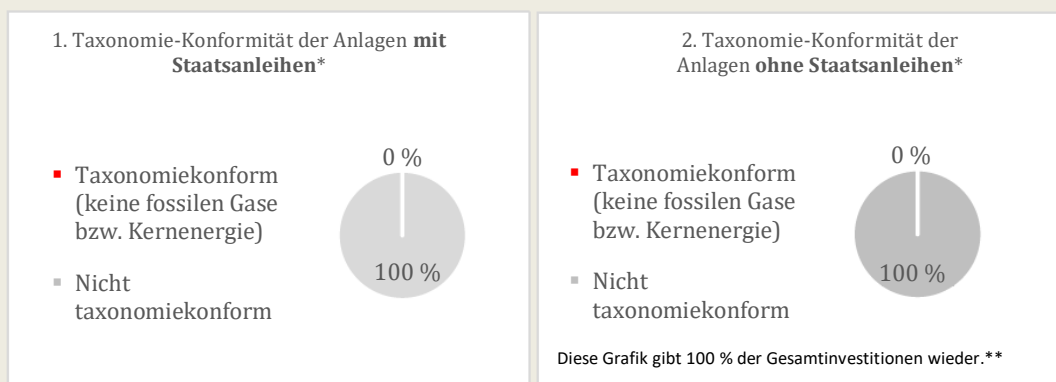 1. Taxonomie-Konformität der Anlagen mit
Staatsanleihen*
0 %
Taxonomiekonform
(keine fossilen Gase
bzw. Kernenergie)
100 %
Nicht
taxonomiekonform
2. Taxonomie-Konformität der
Anlagen ohne Staatsanleihen*
0 %
Taxonomiekonform
(keine fossilen Gase
bzw. Kernenergie)
100 %
Nicht
taxonomiekonform
Diese Grafik gibt 100 % der Gesamtinvestitionen wieder.**